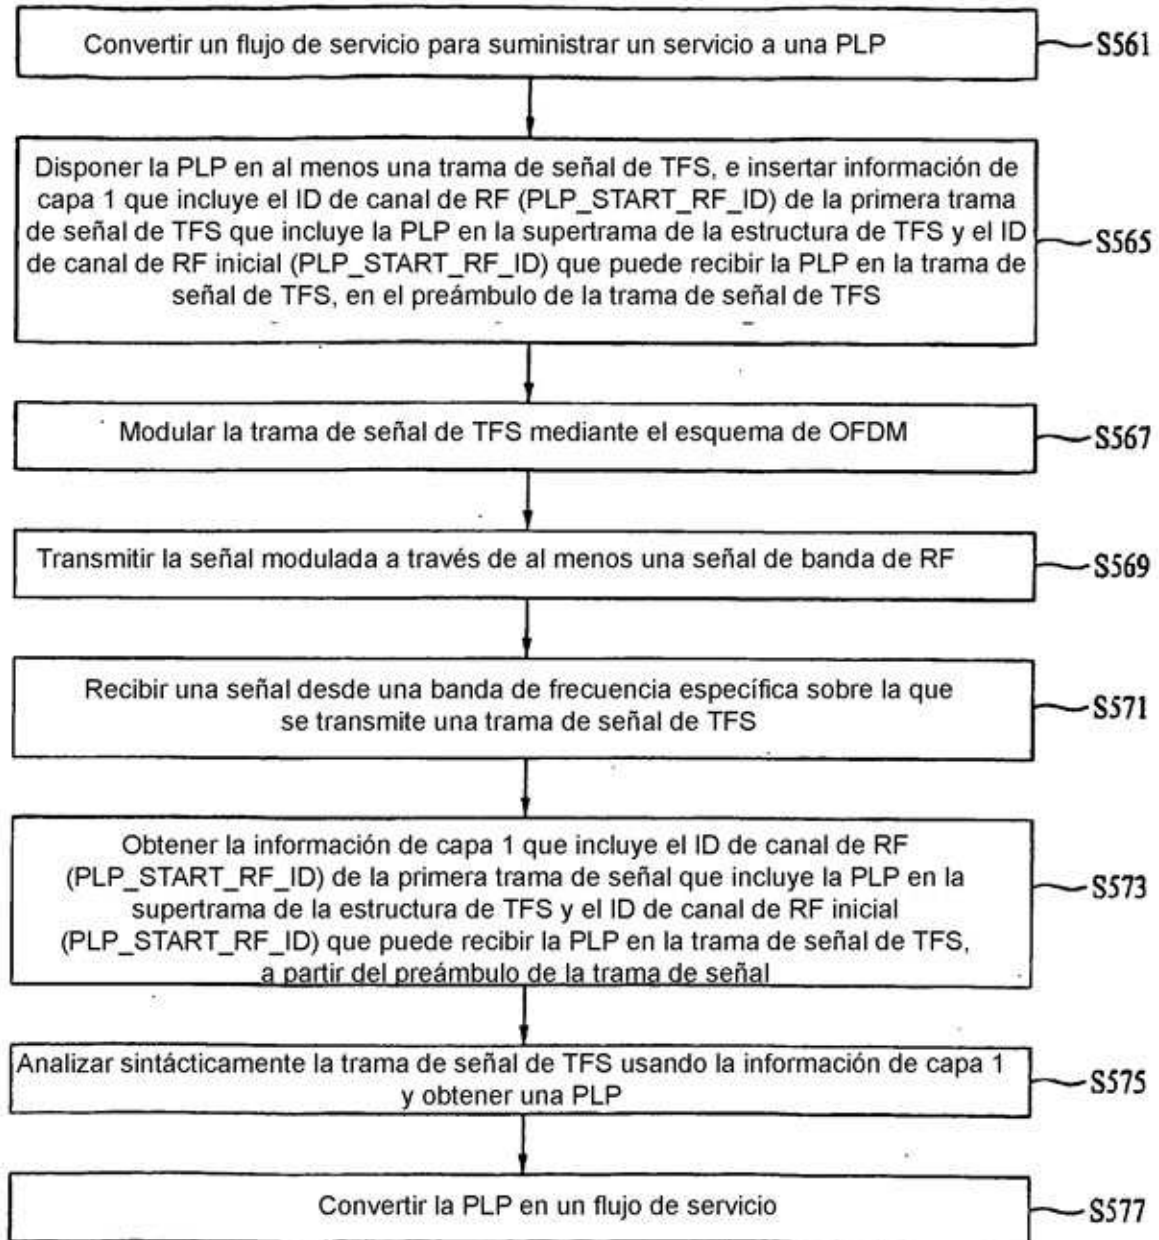 Convertir un flujo de servicio para suministrar un servicio a una PLP
S561
Disponer la PLP en al menos una trama de señal de TFS, e insertar información de
capa 1 que incluye el ID de canal de RF (PLP_START_RF_ID) de la primera trama
de señal de TFS que incluye la PLP en la supertrama de la estructura de TFS y el ID
de canal de RF inicial (PLP_START_RF_ID) que puede recibir la PLP en la trama de
señal de TFS, en el preámbulo de la trama de señal de TFS
S565
Modular la trama de señal de TFS mediante el esquema de OFDM
S567
Transmitir la señal modulada a través de al menos una señal de banda de RF
S569
Recibir una señal desde una banda de frecuencia específica sobre la que
se transmite una trama de señal de TFS
S571
Obtener la información de capa 1 que incluye el ID de canal de RF
(PLP_START_RF_ID) de la primera trama de señal que incluye la PLP en la
supertrama de la estructura de TFS y el ID de canal de RF inicial
(PLP_START_RF_ID) que puede recibir la PLP en la trama de señal de TFS,
a partir del preámbulo de la trama de señal
S573
Analizar sintácticamente la trama de señal de TFS usando la información de capa 1
y obtener una PLP
S575
Convertir la PLP en un flujo de servicio
S577